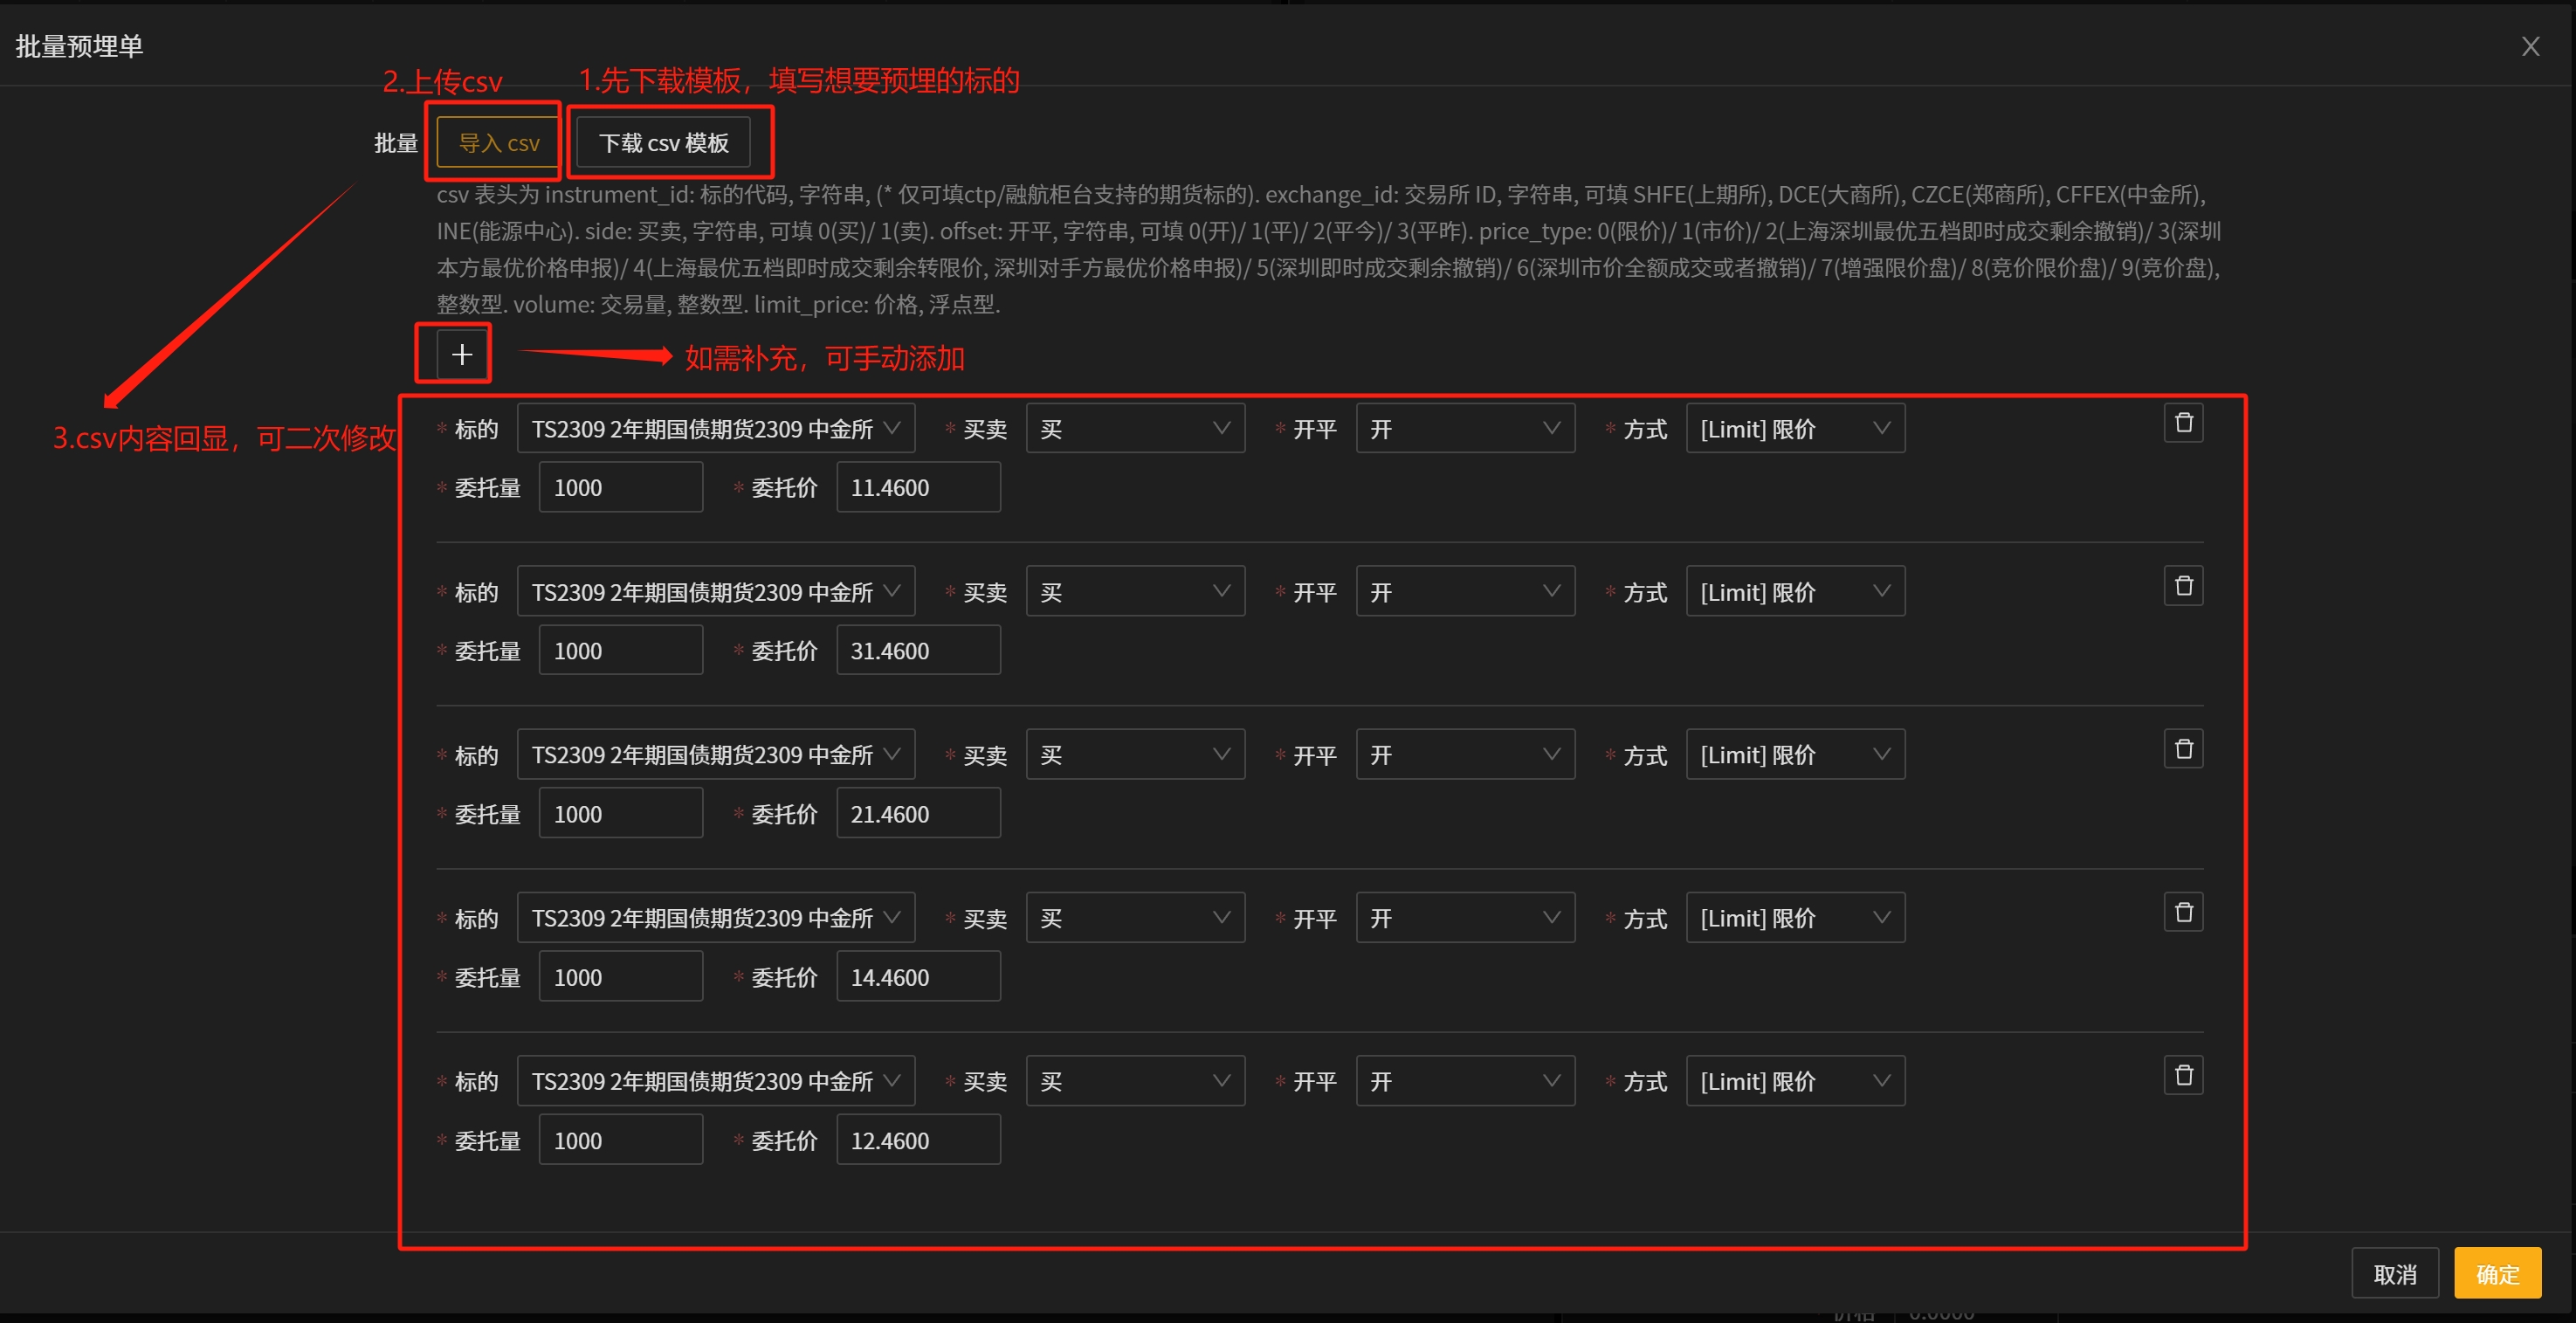 批量预埋单
2.上传csv
1.先下载模板，填写想要预埋的标的
批量
导入 csv
下载 csv 模板
csv 表头为 instrument_id: 标的代码, 字符串, (* 仅可填ctp/融航柜台支持的期货标的). exchange_id: 交易所 ID, 字符串, 可填 SHFE(上期所), DCE(大商所), CZCE(郑商所), CFFEX(中金所),
INE(能源中心). side: 买卖, 字符串, 可填 0(买)/ 1(卖). offset: 开平, 字符串, 可填 0(开)/ 1(平)/ 2(平今)/ 3(平昨). price_type: 0(限价)/ 1(市价)/ 2(上海深圳最优五档即时成交剩余撤销)/ 3(深圳
本方最优价格申报)/ 4(上海最优五档即时成交剩余转限价, 深圳对手方最优价格申报)/ 5(深圳即时成交剩余撤销)/ 6(深圳市价全额成交或者撤销)/ 7(增强限价盘)/ 8(竞价限价盘)/ 9(竞价盘),
整数型. volume: 交易量, 整数型. limit_price: 价格, 浮点型.
如需补充，可手动添加
3.csv内容回显，可二次修改
* 标的 TS2309 2年期国债期货2309 中金所 * 买卖 买 * 开平 开 * 方式 [Limit] 限价
* 委托量 1000 * 委托价 11.4600
* 标的 TS2309 2年期国债期货2309 中金所 * 买卖 买 * 开平 开 * 方式 [Limit] 限价
* 委托量 1000 * 委托价 31.4600
* 标的 TS2309 2年期国债期货2309 中金所 * 买卖 买 * 开平 开 * 方式 [Limit] 限价
* 委托量 1000 * 委托价 21.4600
* 标的 TS2309 2年期国债期货2309 中金所 * 买卖 买 * 开平 开 * 方式 [Limit] 限价
* 委托量 1000 * 委托价 14.4600
* 标的 TS2309 2年期国债期货2309 中金所 * 买卖 买 * 开平 开 * 方式 [Limit] 限价
* 委托量 1000 * 委托价 12.4600
取消
确定